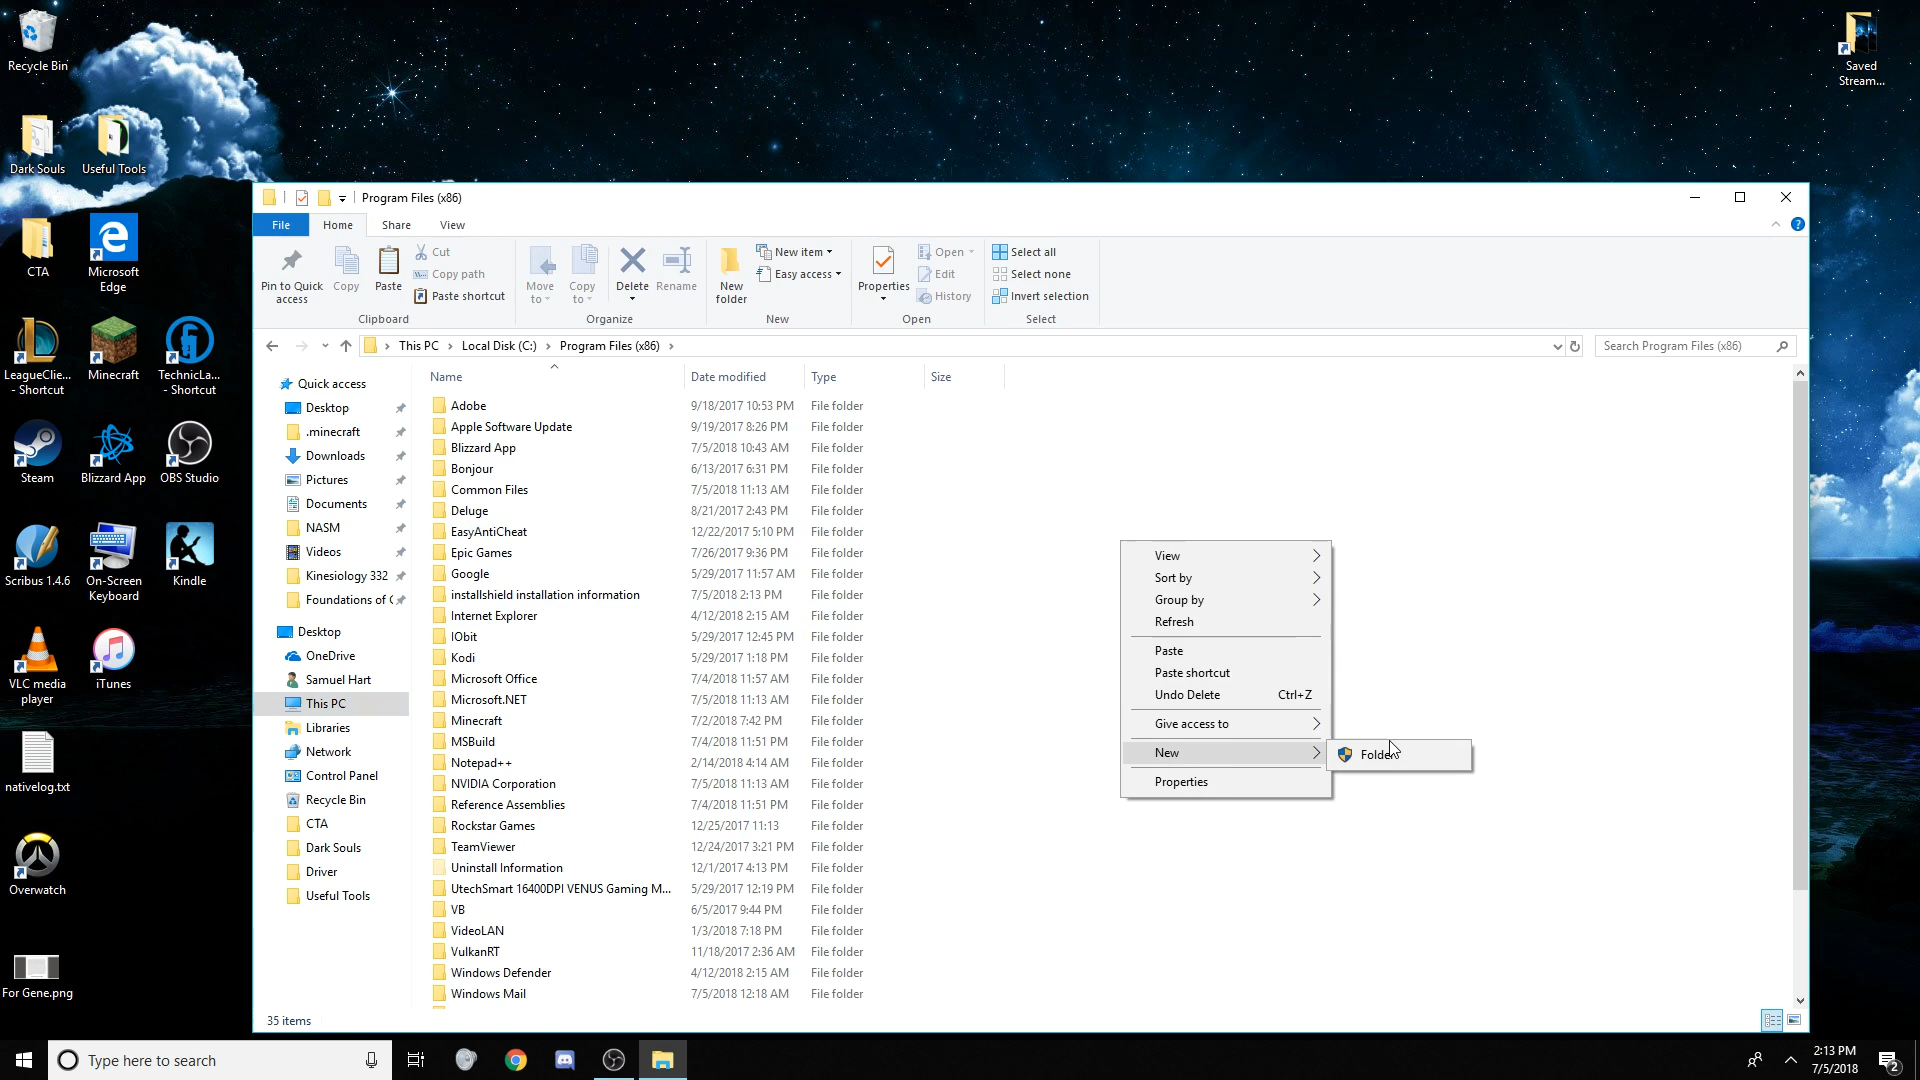 Recycle Bin
Saved
Stream...
Dark Souls
Useful Tools
CTA
Microsoft
Edge
LeagueClie...
- Shortcut
Minecraft
TechnicLa...
- Shortcut
Steam
Blizzard App
OBS Studio
Scribus 1.4.6
On-Screen
Keyboard
Kindle
VLC media
player
iTunes
nativelog.txt
Overwatch
For Gene.png
Program Files (x86)
File Home Share View
Pin to Quick
access
Copy
Paste
Cut
Copy path
Paste shortcut
Clipboard
Move
to
Copy
to
Delete
Rename
Organize
New
folder
New item
Easy access
New
Properties
Open
Edit
History
Open
Select all
Select none
Invert selection
Select
This PC Local Disk (C:) Program Files (x86)
Search Program Files (x86)
Quick access
Desktop
.minecraft
Downloads
Pictures
Documents
NASM
Videos
Kinesiology 332
Foundations of
Desktop
OneDrive
Samuel Hart
This PC
Libraries
Network
Control Panel
Recycle Bin
CTA
Dark Souls
Driver
Useful Tools
Name Date modified Type Size
Adobe 9/18/2017 10:53 PM File folder
Apple Software Update 9/19/2017 8:26 PM File folder
Blizzard App 7/5/2018 10:43 AM File folder
Bonjour 6/13/2017 6:31 PM File folder
Common Files 7/5/2018 11:13 AM File folder
Deluge 8/21/2017 2:43 PM File folder
EasyAntiCheat 12/22/2017 5:10 PM File folder
Epic Games 7/26/2017 9:36 PM File folder
Google 5/29/2017 11:57 AM File folder
installshield installation information 7/5/2018 2:13 PM File folder
Internet Explorer 4/12/2018 2:15 AM File folder
IObit 5/29/2017 12:45 PM File folder
Kodi 5/29/2017 1:18 PM File folder
Microsoft Office 7/4/2018 11:57 AM File folder
Microsoft.NET 7/5/2018 11:13 AM File folder
Minecraft 7/2/2018 7:42 PM File folder
MSBuild 7/4/2018 11:51 PM File folder
Notepad++ 2/14/2018 4:14 AM File folder
NVIDIA Corporation 7/5/2018 11:13 AM File folder
Reference Assemblies 7/4/2018 11:51 PM File folder
Rockstar Games 12/25/2017 11:13 File folder
TeamViewer 12/24/2017 3:21 PM File folder
Uninstall Information 12/1/2017 4:13 PM File folder
UtechSmart 16400DPI VENUS Gaming M... 5/29/2017 12:19 PM File folder
VB 6/5/2017 9:44 PM File folder
VideoLAN 1/3/2018 7:18 PM File folder
VulkanRT 11/18/2017 2:36 AM File folder
Windows Defender 4/12/2018 2:15 AM File folder
Windows Mail 7/5/2018 12:18 AM File folder
View
Sort by
Group by
Refresh
Paste
Paste shortcut
Undo Delete Ctrl+Z
Give access to
New
Folder
Properties
35 items
Type here to search
2:13 PM
7/5/2018
2